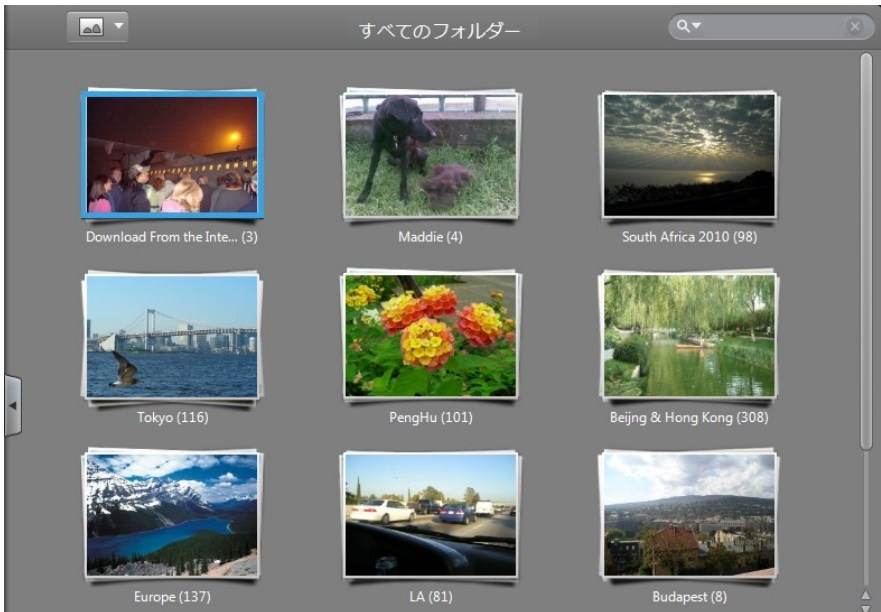 すべてのフォルダー
Download From the Inte... (3)
Maddie (4)
South Africa 2010 (98)
Tokyo (116)
PengHu (101)
Beijng & Hong Kong (308)
Europe (137)
LA (81)
Budapest (8)